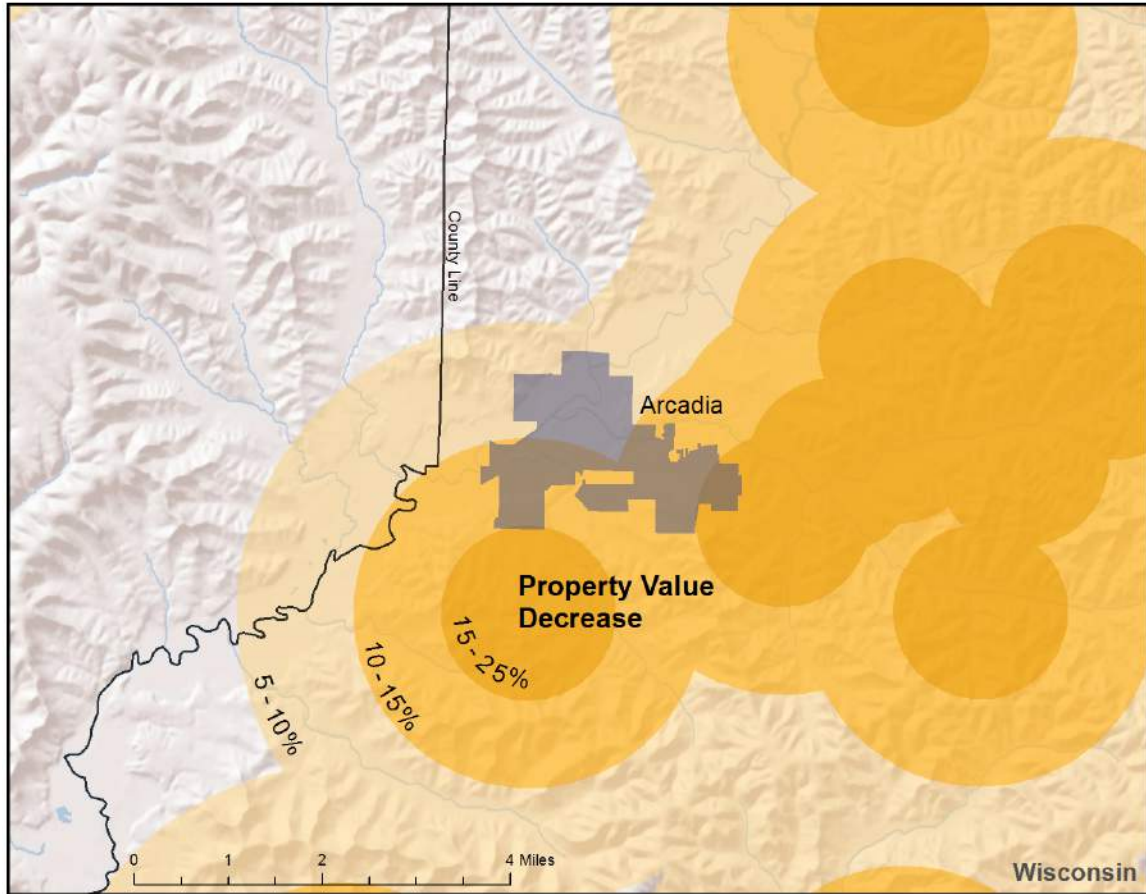 County Line
Arcadia
Property Value
Decrease
15 - 25%
10 - 15%
5 - 10%
0 1 2 4 Miles
Wisconsin